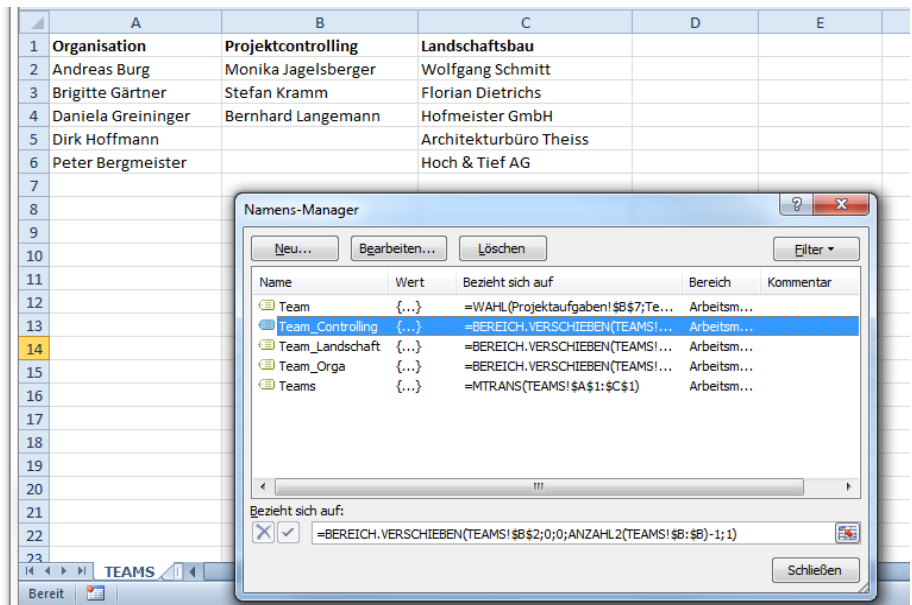 A B C D E
1 Organisation Projektcontrolling Landschaftsbau
2 Andreas Burg Monika Jagelsberger Wolfgang Schmitt
3 Brigitte Gärtner Stefan Kramm Florian Dietrichs
4 Daniela Greininger Bernhard Langemann Hofmeister GmbH
5 Dirk Hoffmann Architekturbüro Theiss
6 Peter Bergmeister Hoch & Tief AG
7
8
9
10
11
12
13
14
15
16
17
18
19
20
21
22
23
Namens-Manager
Neu... Bearbeiten... Löschen Filter
Name Wert Bezieht sich auf Bereich Kommentar
Team {...} =WAHL(Projektaufgaben!$B$7;Te... Arbeitsm...
Team_Controlling {...} =BEREICH.VERSCHIEBEN(TEAMS!... Arbeitsm...
Team_Landschaft {...} =BEREICH.VERSCHIEBEN(TEAMS!... Arbeitsm...
Team_Orga {...} =BEREICH.VERSCHIEBEN(TEAMS!... Arbeitsm...
Teams {...} =MTRANS(TEAMS!$A$1:$C$1) Arbeitsm...
Bezieht sich auf:
=BEREICH.VERSCHIEBEN(TEAMS!$B$2;0;0;ANZAHL2(TEAMS!$B:$B)-1;1)
Schließen
TEAMS
Bereit